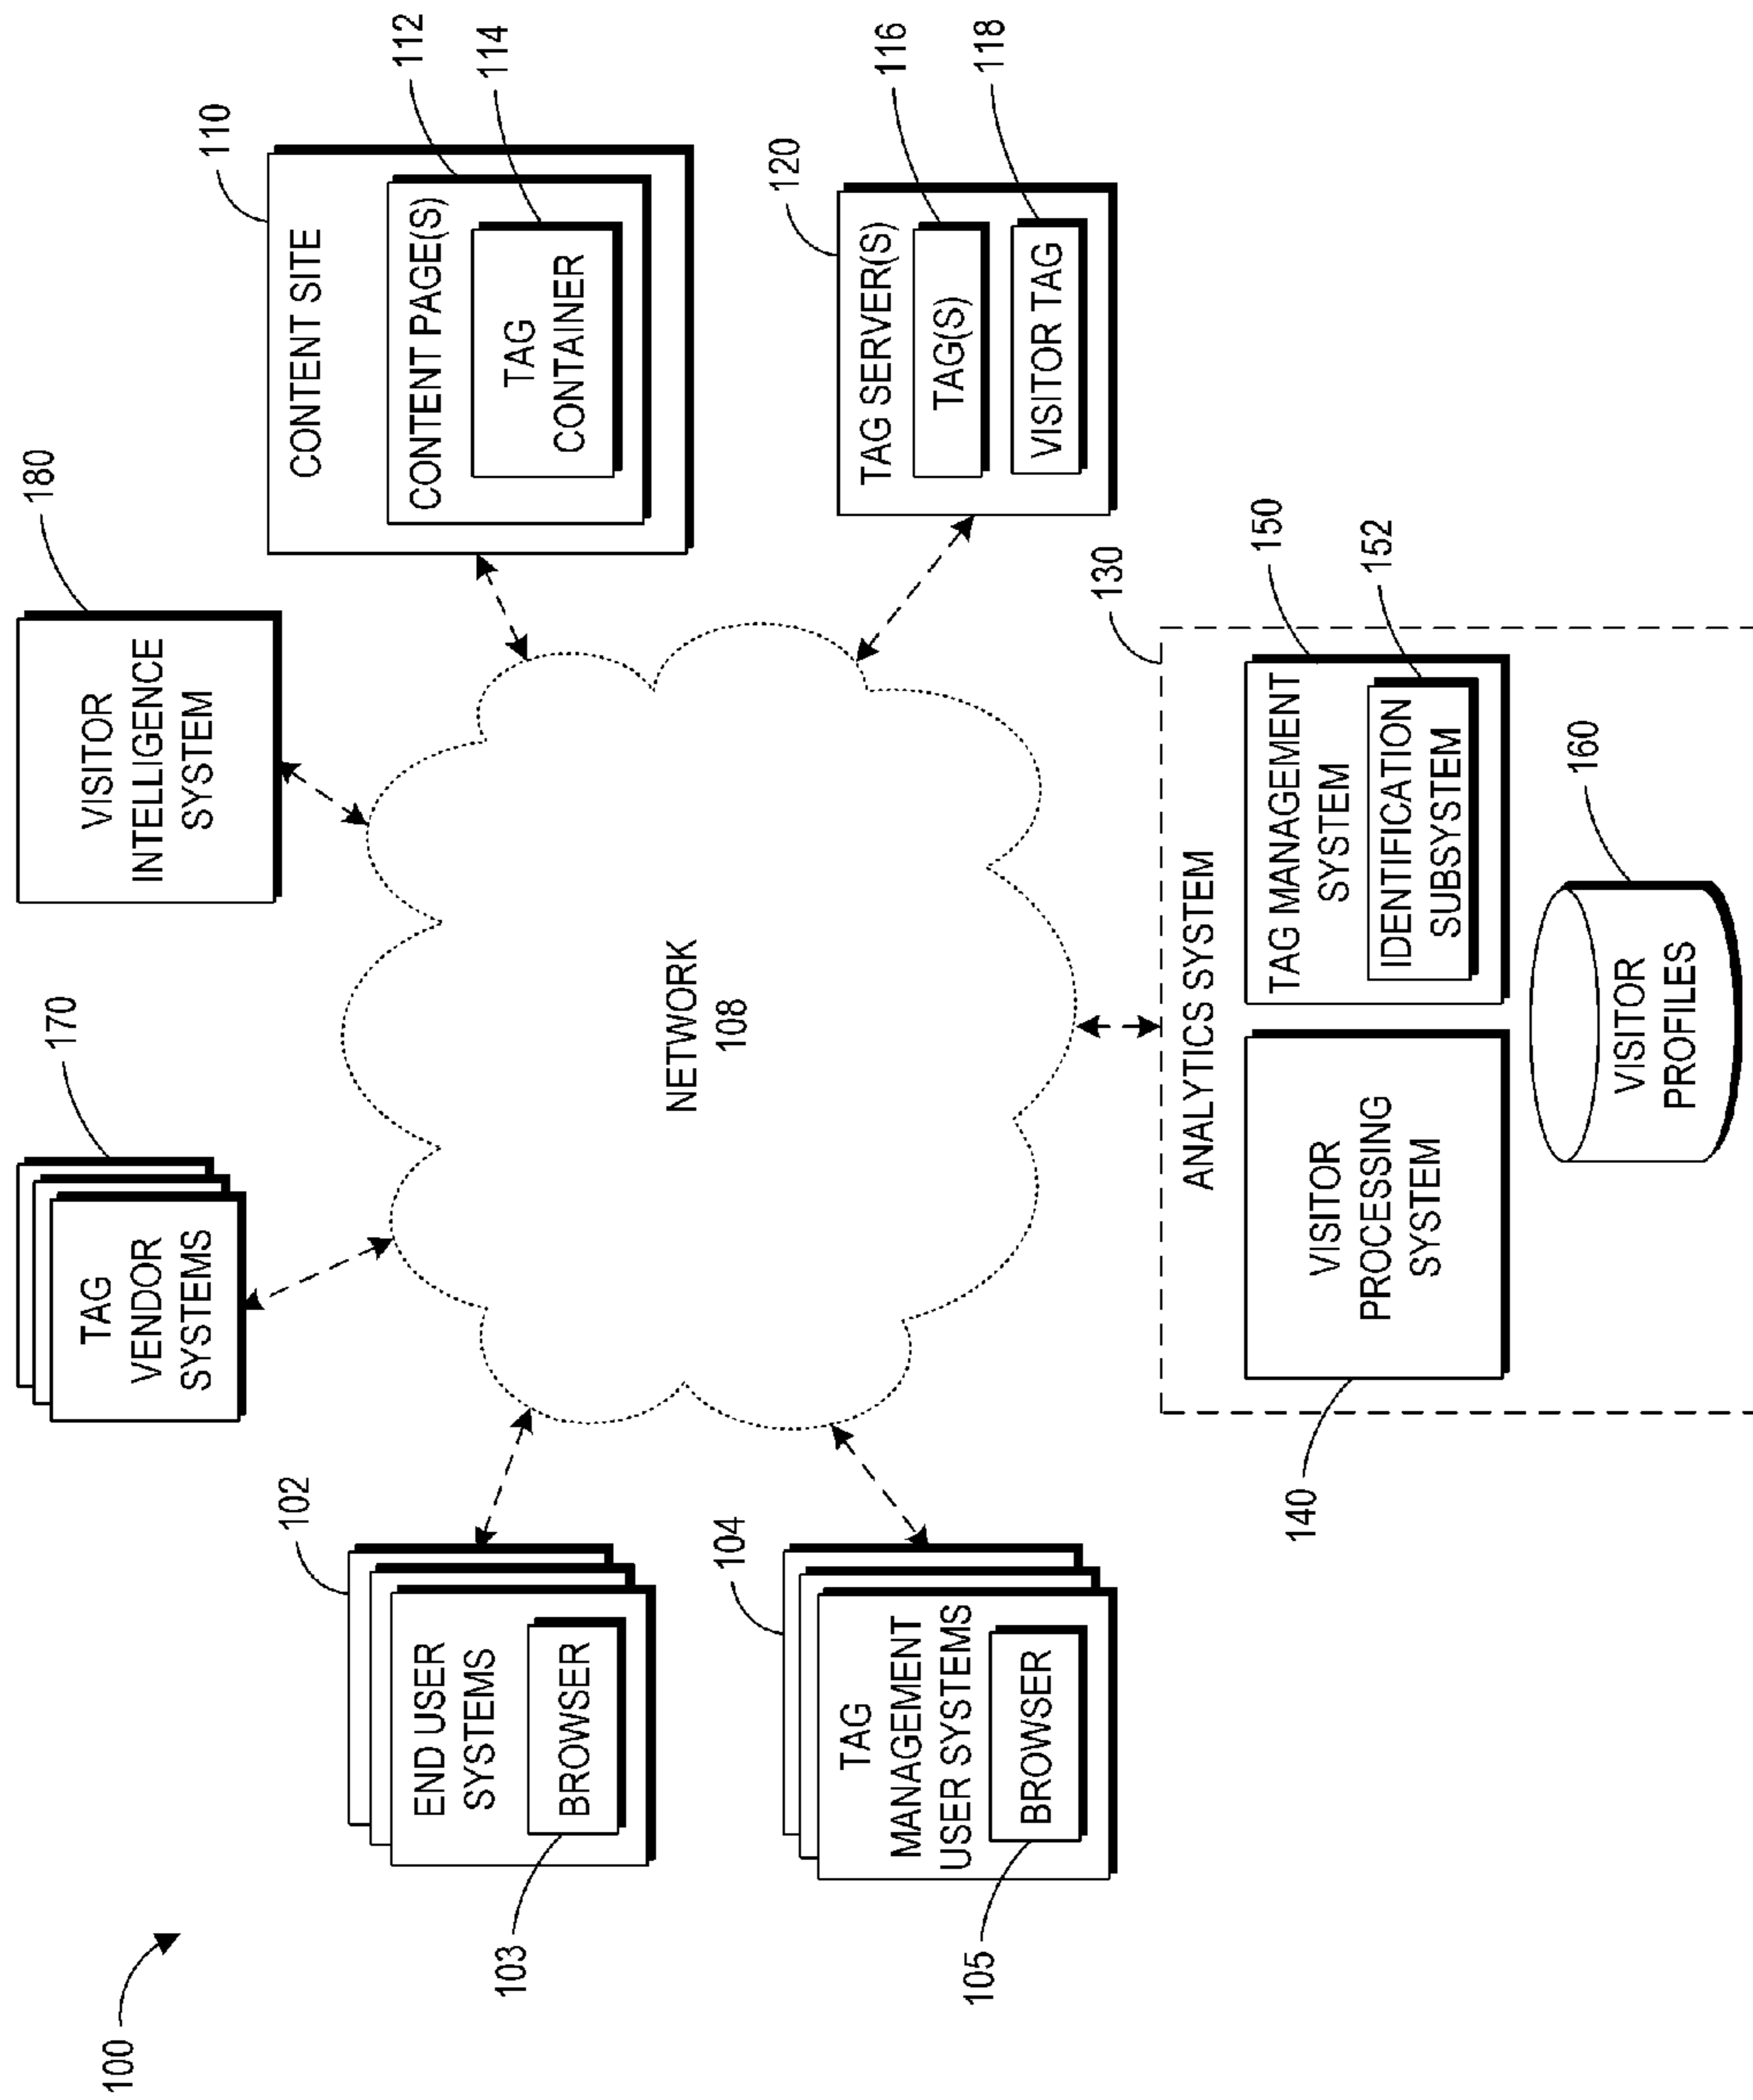 100
170
TAG
VENDOR
SYSTEMS
180
VISITOR
INTELLIGENCE
SYSTEM
102
END USER
SYSTEMS
BROWSER
103
110
CONTENT SITE
112
CONTENT PAGE(S)
114
TAG
CONTAINER
NETWORK
108
104
TAG
MANAGEMENT
USER SYSTEMS
BROWSER
105
120
TAG SERVER(S)
116
TAG(S)
118
VISITOR TAG
130
ANALYTICS SYSTEM
140
VISITOR
PROCESSING
SYSTEM
150
TAG MANAGEMENT
SYSTEM
152
IDENTIFICATION
SUBSYSTEM
160
VISITOR
PROFILES